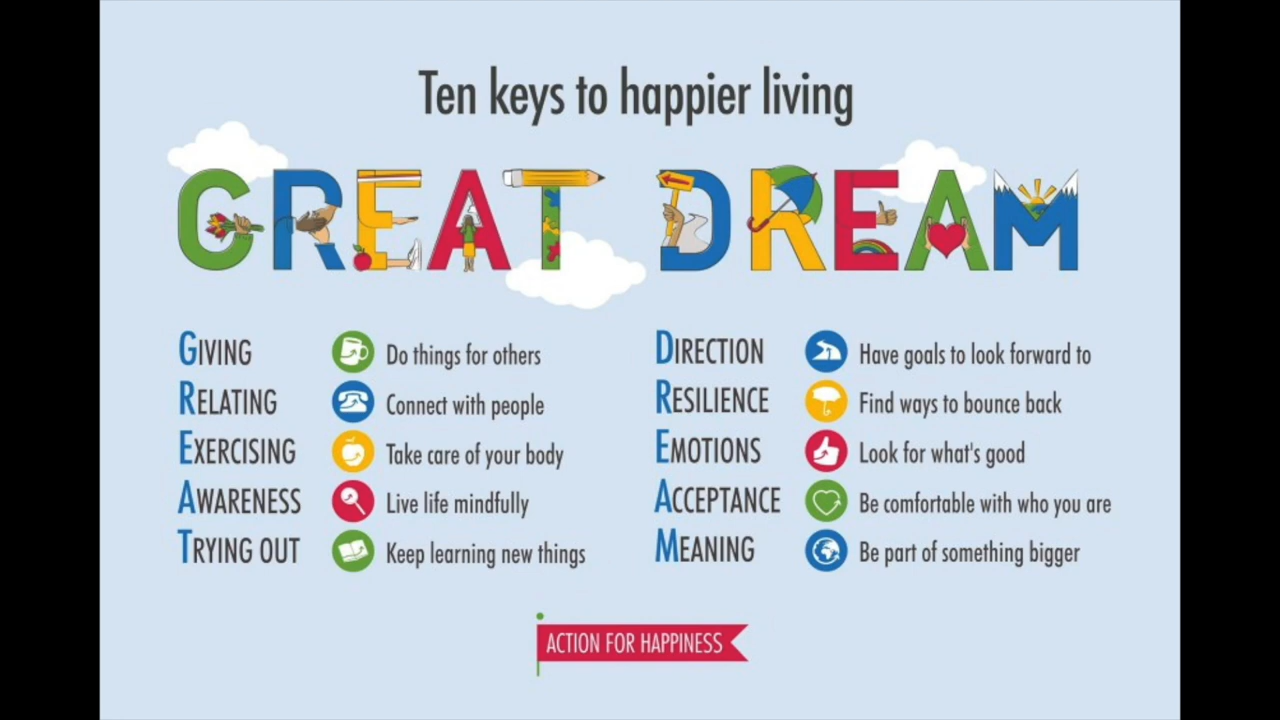 Ten keys to happier living
GREAT DREAM
GIVING Do things for others
RELATING Connect with people
EXERCISING Take care of your body
AWARENESS Live life mindfully
TRYING OUT Keep learning new things
DIRECTION Have goals to look forward to
RESILIENCE Find ways to bounce back
EMOTIONS Look for what's good
ACCEPTANCE Be comfortable with who you are
MEANING Be part of something bigger
ACTION FOR HAPPINESS